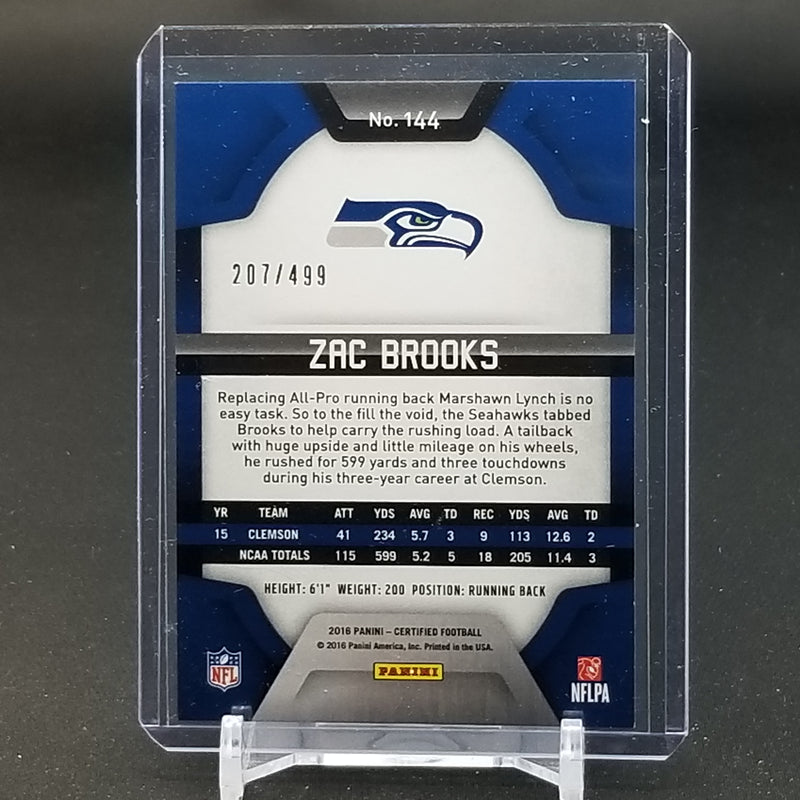 No. 144
207/499
ZAC BROOKS
Replacing All-Pro running back Marshawn Lynch is no
easy task. So to the fill the void, the Seahawks tabbed
Brooks to help carry the rushing load. A tailback
with huge upside and little mileage on his wheels,
he rushed for 599 yards and three touchdowns
during his three-year career at Clemson.
YR TEAM ATT YDS AVG TD REC YDS AVG TD
15 CLEMSON 41 234 5.7 3 9 113 12.6 2
NCAA TOTALS 115 599 5.2 5 18 205 11.4 3
HEIGHT: 6'1" WEIGHT: 200 POSITION: RUNNING BACK
2016 PANINI – CERTIFIED FOOTBALL
© 2016 Panini America, Inc. Printed in the USA.
PANINI
NFL
NFLPA